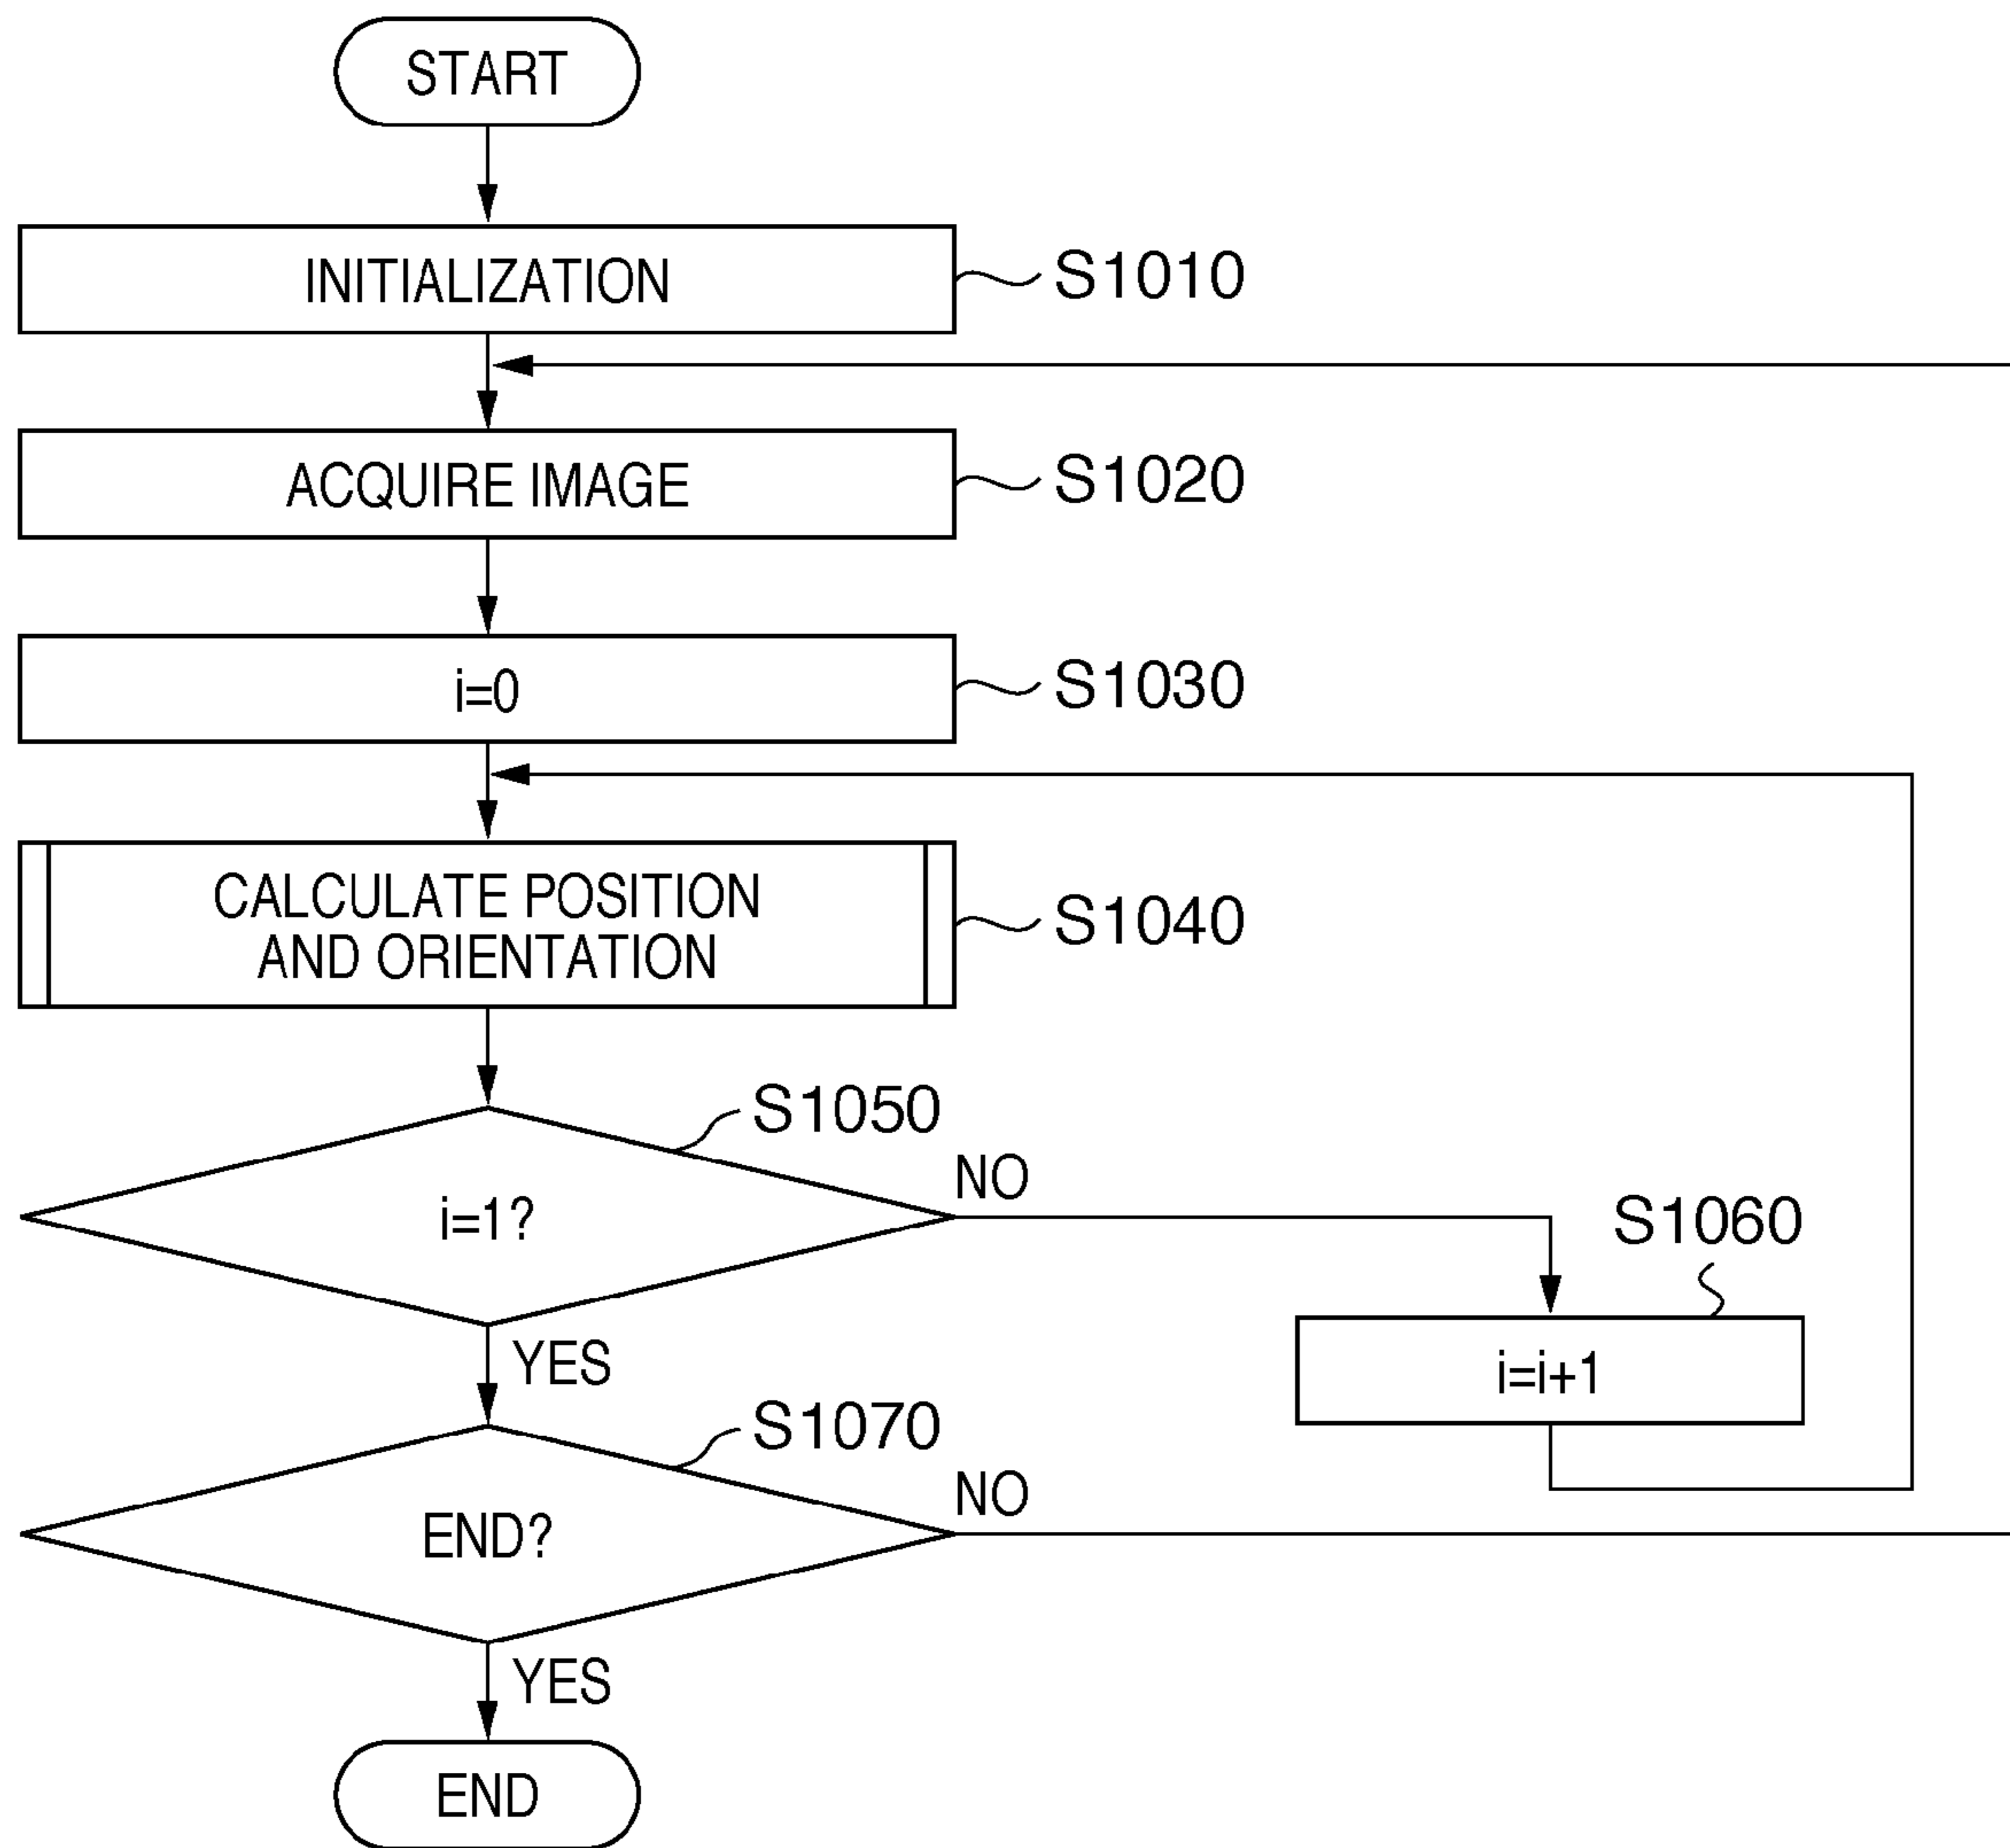 START
INITIALIZATION
S1010
ACQUIRE IMAGE
S1020
i=0
S1030
CALCULATE POSITION
AND ORIENTATION
S1040
S1050
i=1?
NO
S1060
YES
i=i+1
S1070
END?
NO
YES
END